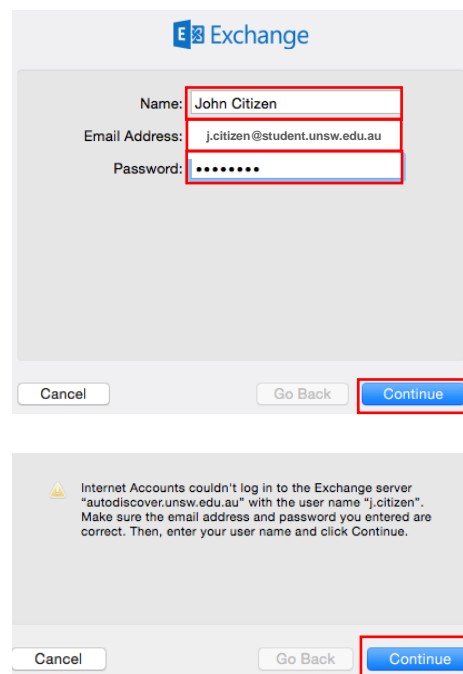 E Exchange
Name: John Citizen
Email Address: j.citizen@student.unsw.edu.au
Password: ••••••••
Cancel Go Back Continue
Internet Accounts couldn't log in to the Exchange server
"autodiscover.unsw.edu.au" with the user name "j.citizen".
Make sure the email address and password you entered are
correct. Then, enter your user name and click Continue.
Cancel Go Back Continue